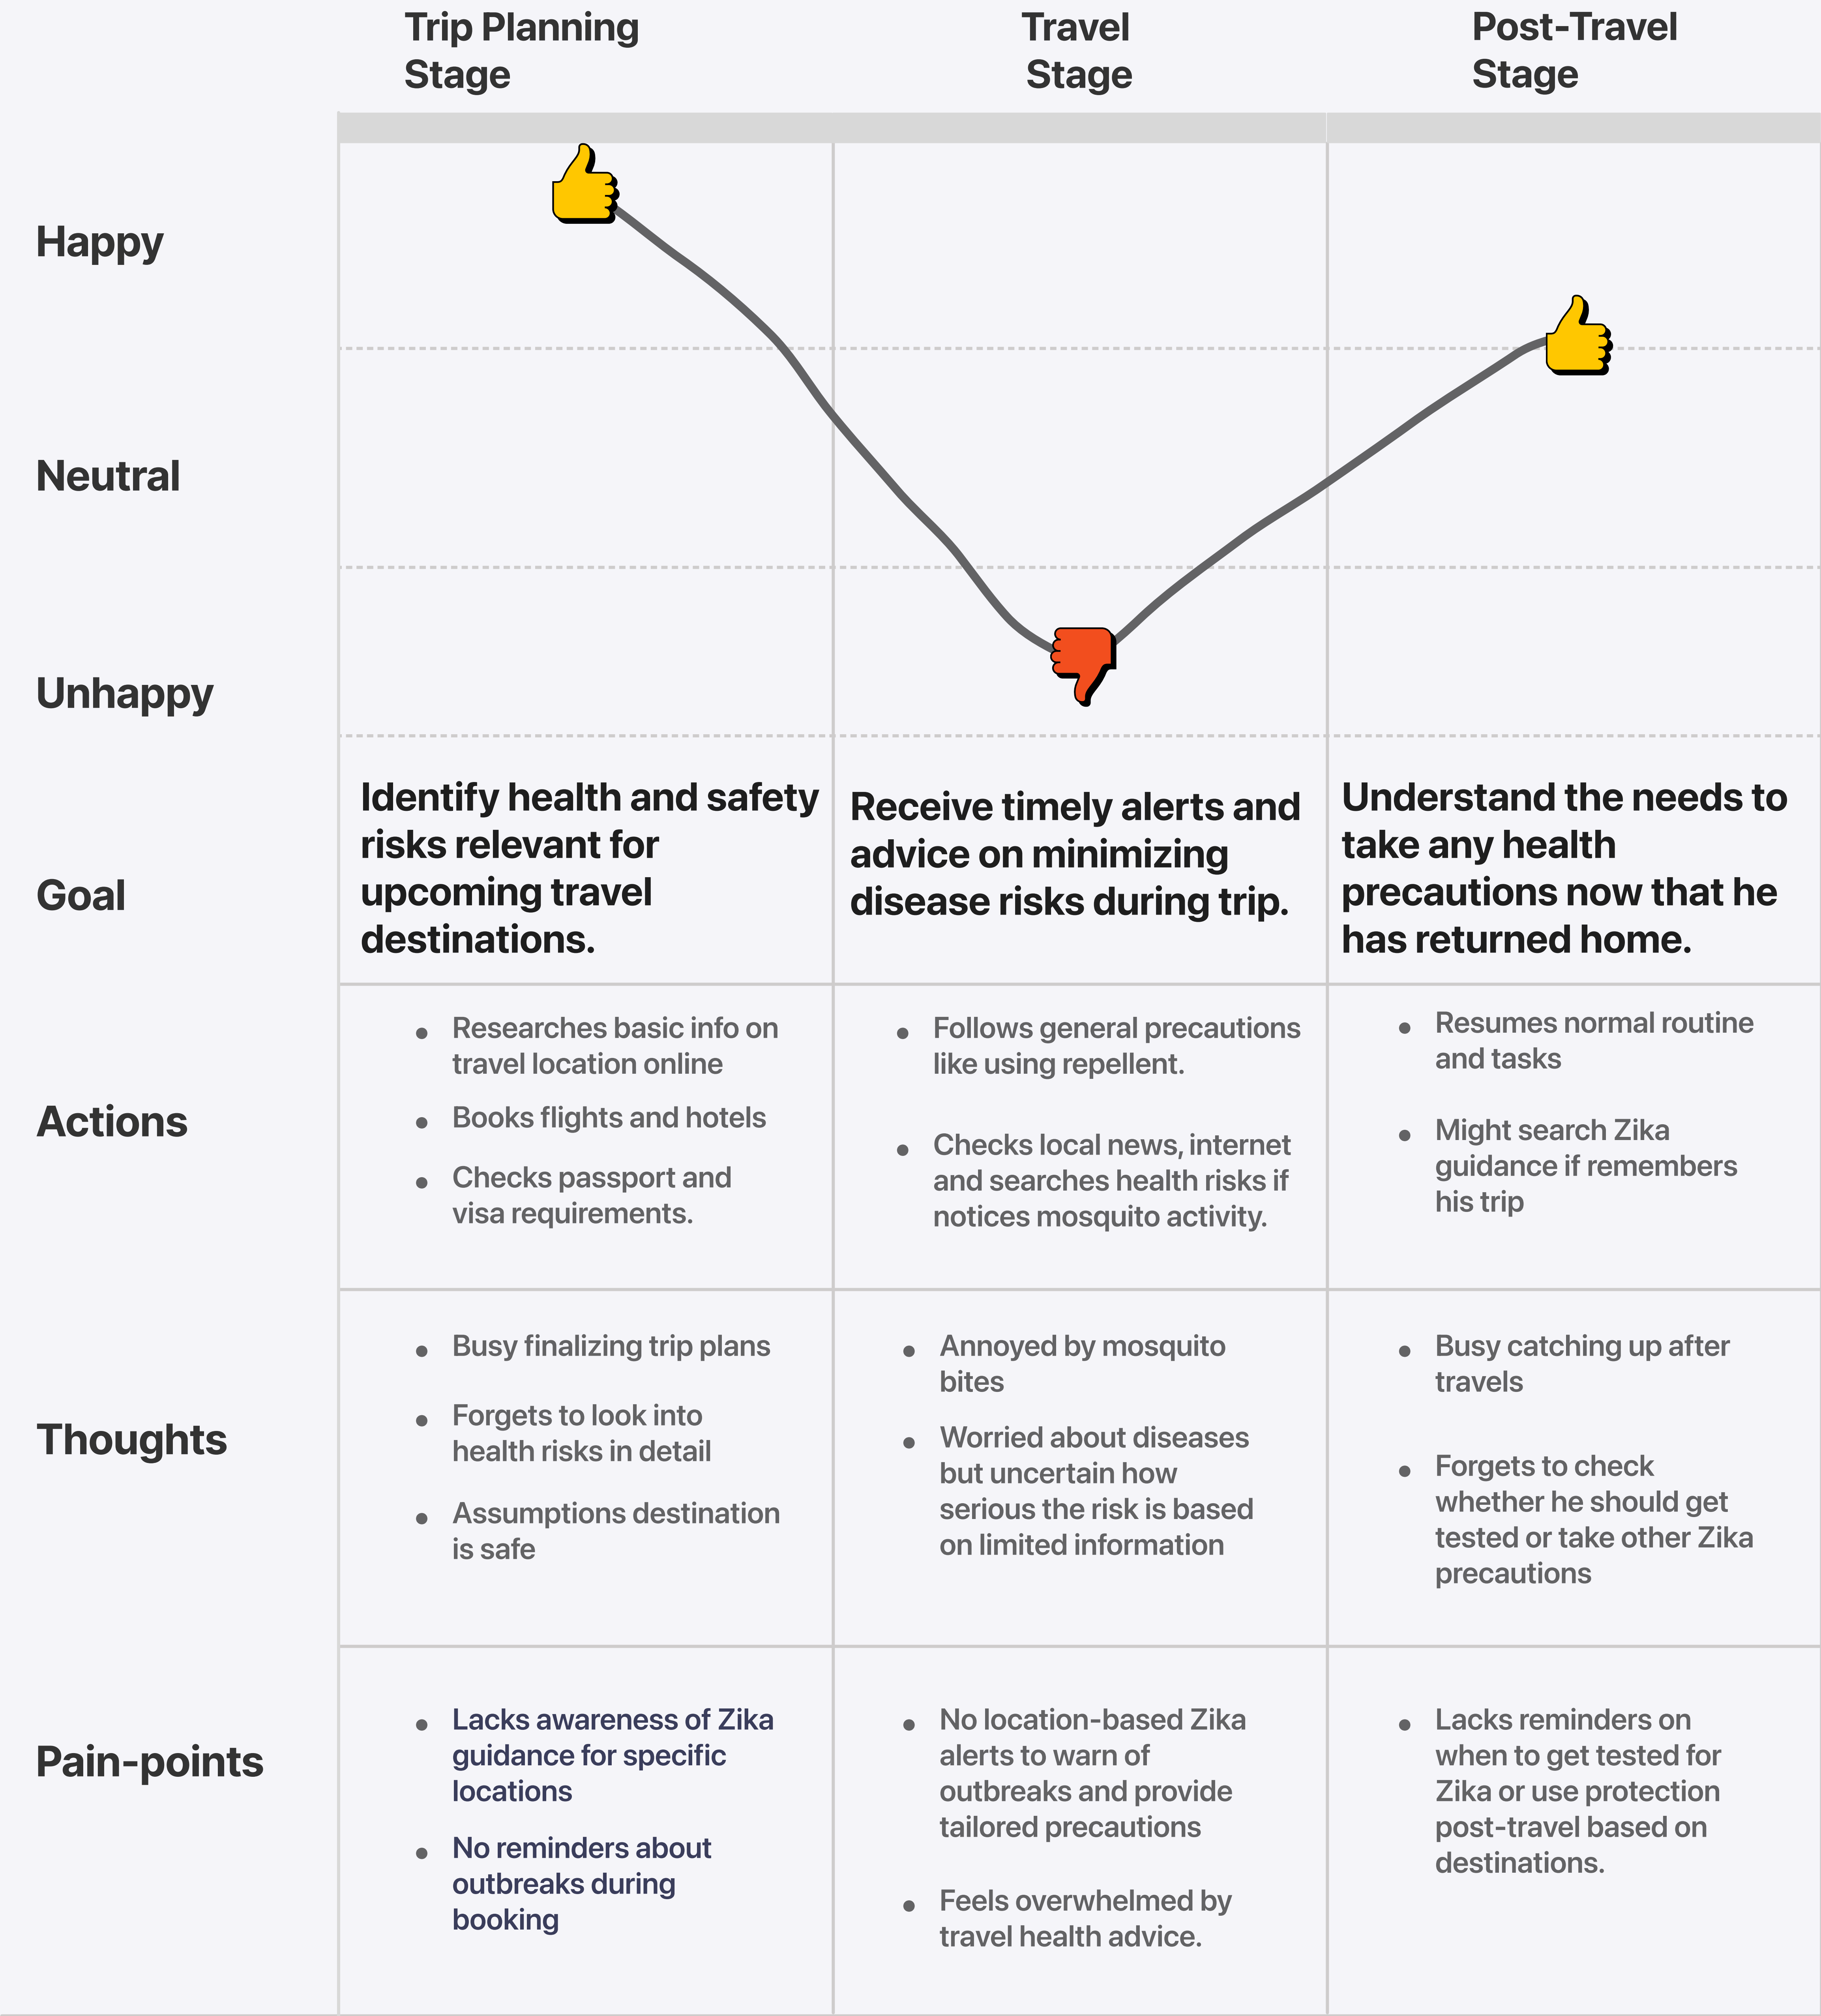 Trip Planning
Stage
Travel
Stage
Post-Travel
Stage
Happy
Neutral
Unhappy
Goal
Identify health and safety
risks relevant for
upcoming travel
destinations.
Receive timely alerts and
advice on minimizing
disease risks during trip.
Understand the needs to
take any health
precautions now that he
has returned home.
Actions
Researches basic info on
travel location online
Books flights and hotels
Checks passport and
visa requirements.
Follows general precautions
like using repellent.
Checks local news, internet
and searches health risks if
notices mosquito activity.
Resumes normal routine
and tasks
Might search Zika
guidance if remembers
his trip
Thoughts
Busy finalizing trip plans
Forgets to look into
health risks in detail
Assumptions destination
is safe
Annoyed by mosquito
bites
Worried about diseases
but uncertain how
serious the risk is based
on limited information
Busy catching up after
travels
Forgets to check
whether he should get
tested or take other Zika
precautions
Pain-points
Lacks awareness of Zika
guidance for specific
locations
No reminders about
outbreaks during
booking
No location-based Zika
alerts to warn of
outbreaks and provide
tailored precautions
Feels overwhelmed by
travel health advice.
Lacks reminders on
when to get tested for
Zika or use protection
post-travel based on
destinations.